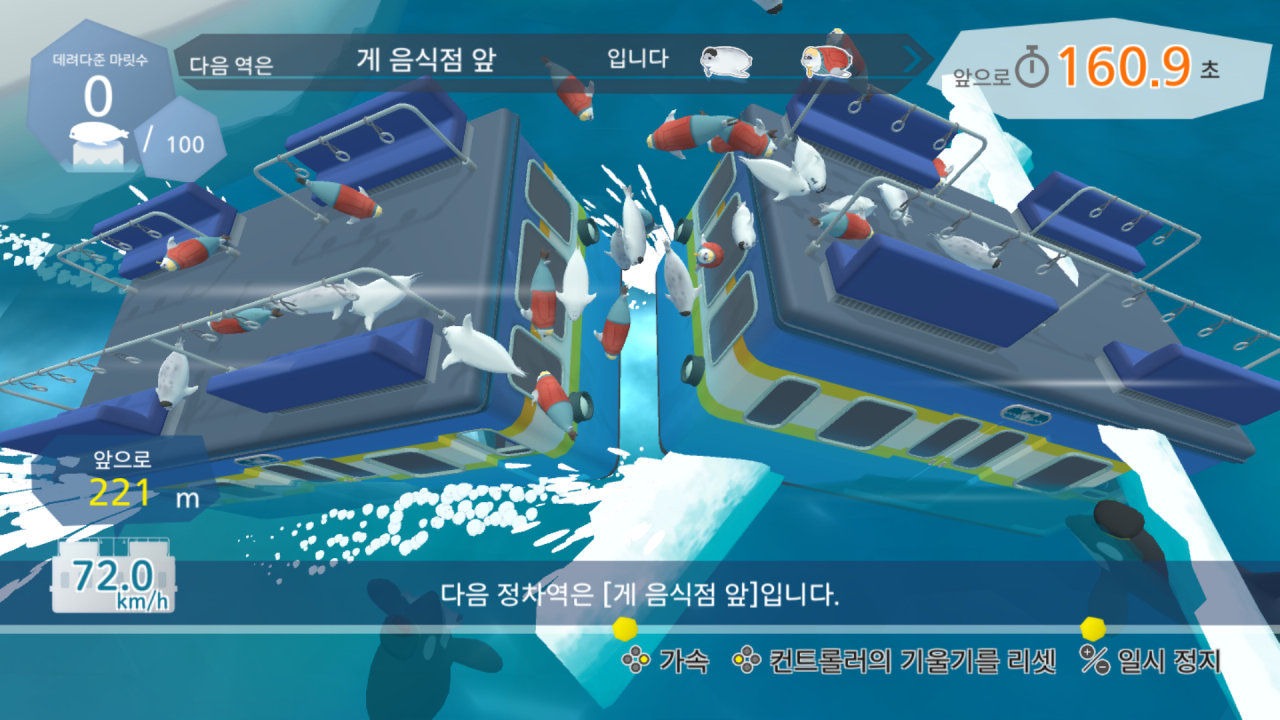 데려다준 마릿수
0
/ 100
다음 역은 게 음식점 앞 입니다
앞으로 160.9 초
앞으로
221 m
72.0
km/h
다음 정차역은 [게 음식점 앞]입니다.
가속 컨트롤러의 기울기를 리셋 일시 정지